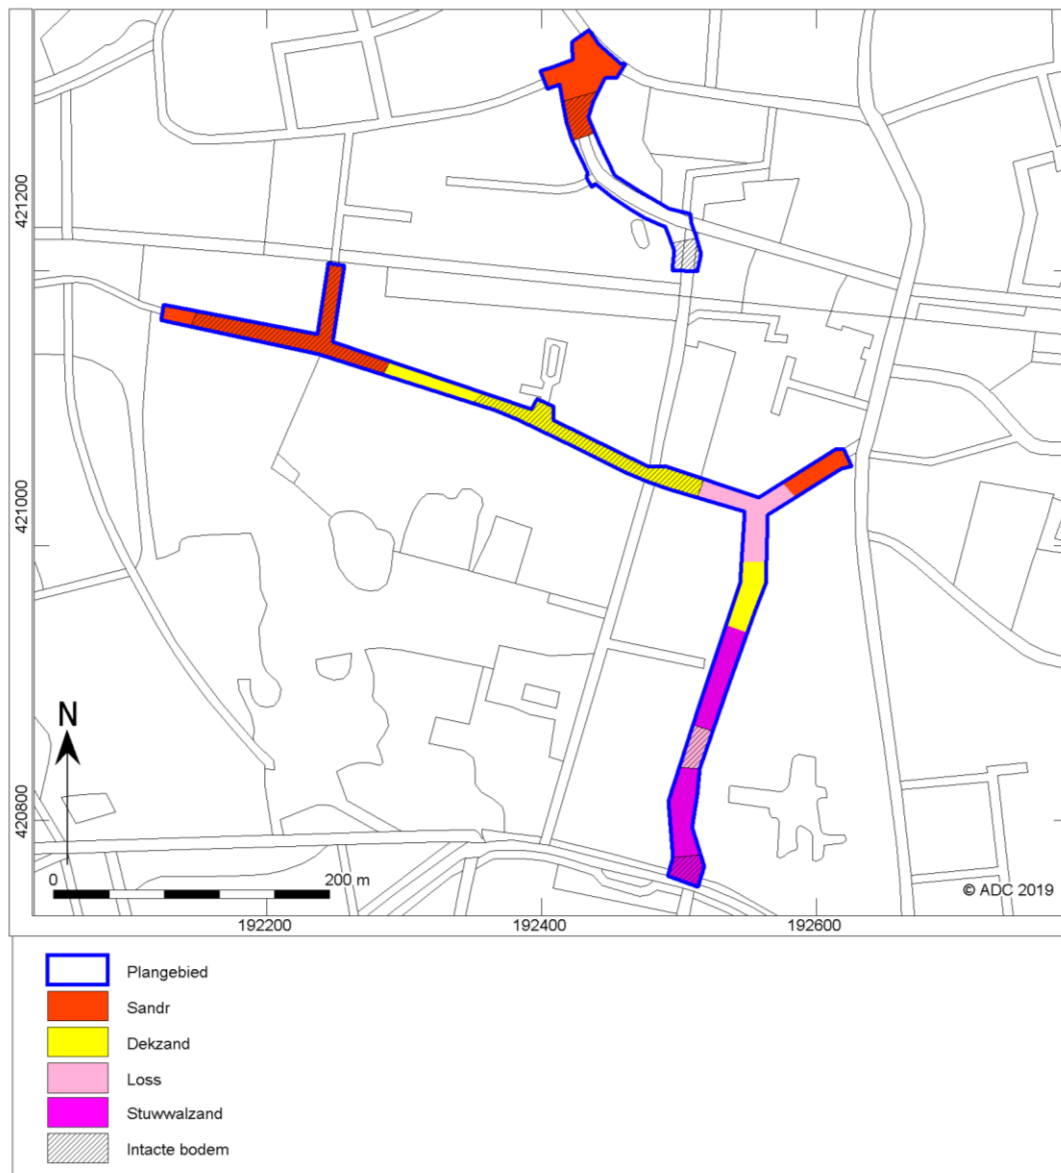 421200
421000
420800
N
0
200 m
© ADC 2019
192200
192400
192600
Plangebied
Sandr
Dekzand
Loss
Stuwwalzand
Intacte bodem